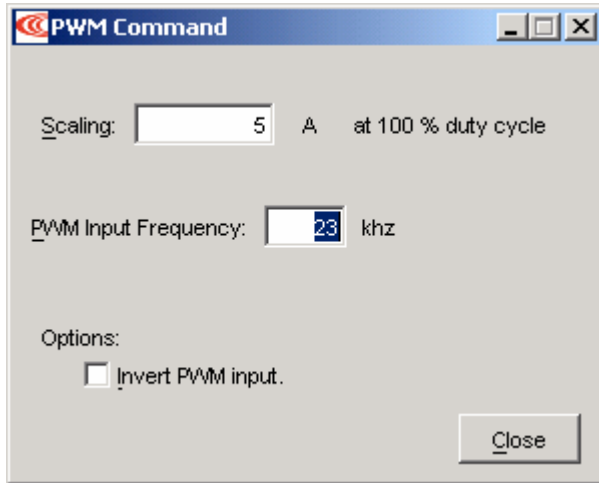 PWM Command
Scaling: 5 A at 100 % duty cycle
PWM Input Frequency: 23 khz
Options:
Invert PWM input.
Close